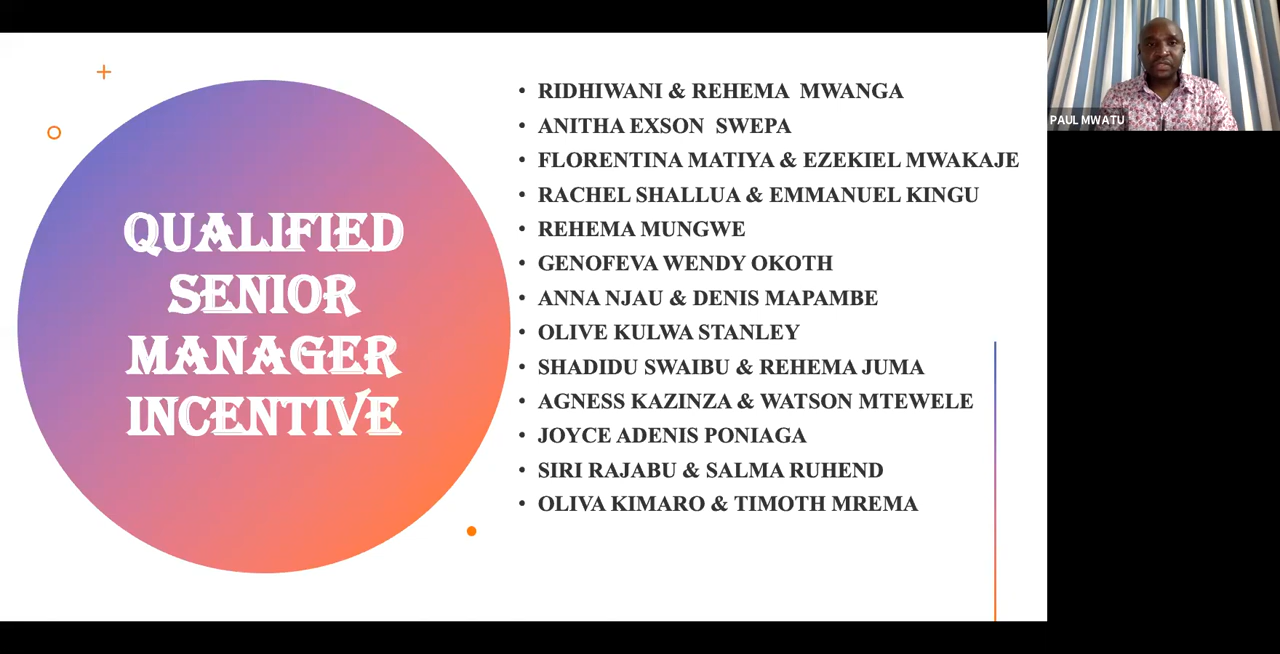 QUALIFIED
SENIOR
MANAGER
INCENTIVE
• RIDHIWANI & REHEMA MWANGA
• ANITHA EXSON SWEPA
• FLORENTINA MATIYA & EZEKIEL MWAKAJE
• RACHEL SHALLUA & EMMANUEL KINGU
• REHEMA MUNGWE
• GENOFEVA WENDY OKOTH
• ANNA NJAU & DENIS MAPAMBE
• OLIVE KULWA STANLEY
• SHADIDU SWAIBU & REHEMA JUMA
• AGNESS KAZINZA & WATSON MTEWELE
• JOYCE ADENIS PONIAGA
• SIRI RAJABU & SALMA RUHEND
• OLIVA KIMARO & TIMOTH MREMA
PAUL MWATU